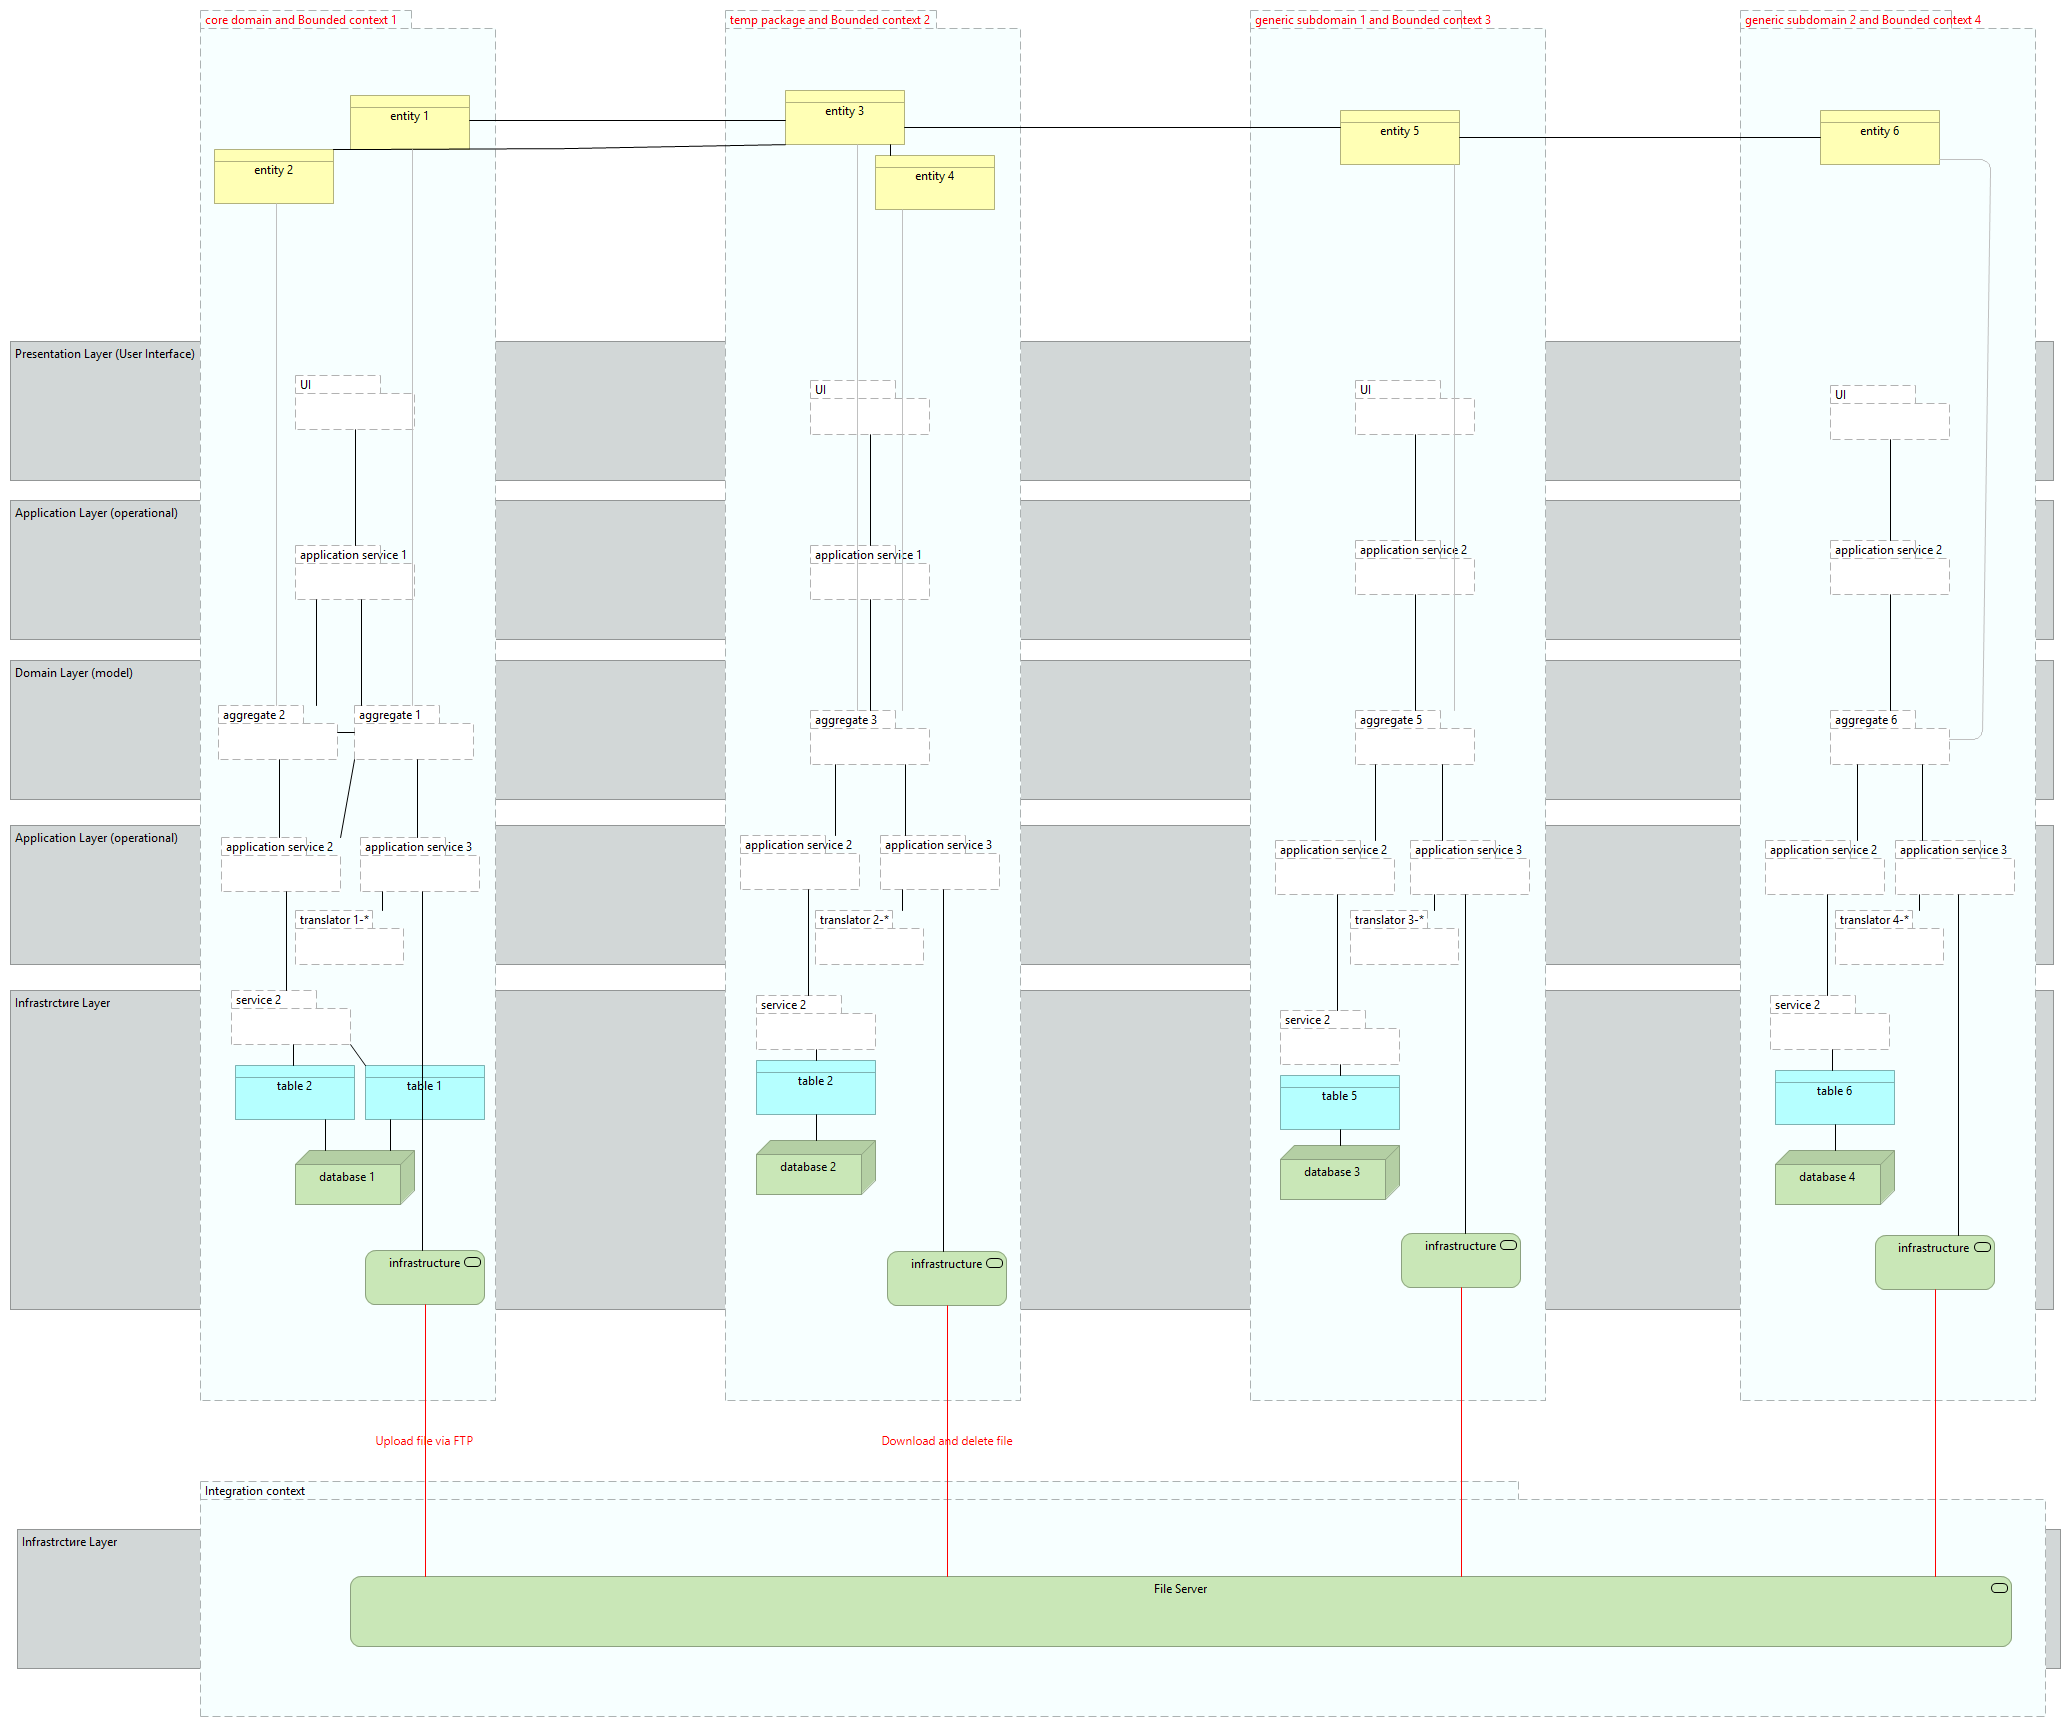 core domain and Bounded context 1
temp package and Bounded context 2
generic subdomain 1 and Bounded context 3
generic subdomain 2 and Bounded context 4
entity 1
entity 3
entity 5
entity 6
entity 2
entity 4
Presentation Layer (User Interface)
UI
UI
UI
UI
Application Layer (operational)
application service 1
application service 1
application service 2
application service 2
Domain Layer (model)
aggregate 2
aggregate 1
aggregate 3
aggregate 5
aggregate 6
Application Layer (operational)
application service 2
application service 3
application service 2
application service 3
application service 2
application service 3
application service 2
application service 3
translator 1-*
translator 2-*
translator 3-*
translator 4-*
Infrastrctиre Layer
service 2
service 2
service 2
service 2
table 2
table 1
table 2
table 5
table 6
database 1
database 2
database 3
database 4
infrastructure
infrastructure
infrastructure
infrastructure
Upload file via FTP
Download and delete file
Integration context
Infrastrctиre Layer
File Server